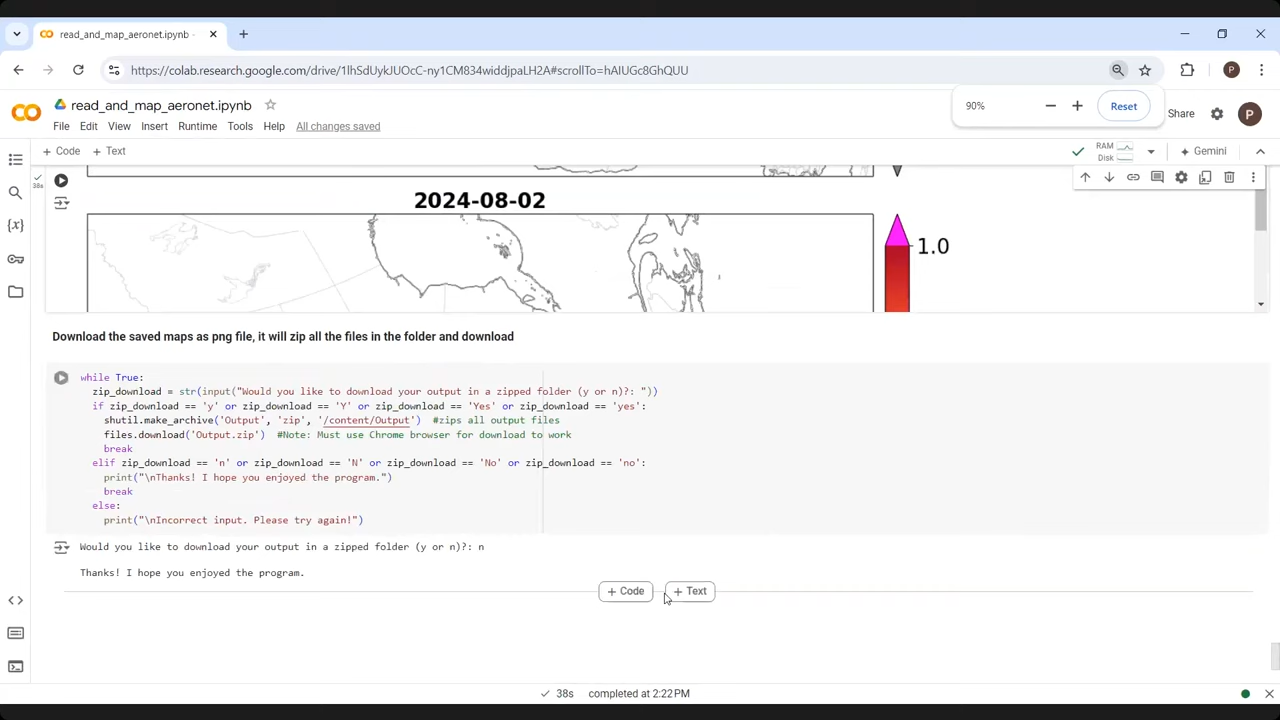 read_and_map_aeronet.ipynb -
https://colab.research.google.com/drive/1lhSdUykJUOcC-ny1CM834widdjpaLH2A#scrollTo=hAIUGc8GhQUU
P
read_and_map_aeronet.ipynb
90%
Reset
Share
P
File Edit View Insert Runtime Tools Help All changes saved
+ Code + Text
RAM
Disk
Gemini
38s
2024-08-02
1.0
Download the saved maps as png file, it will zip all the files in the folder and download
while True:
zip_download = str(input("Would you like to download your output in a zipped folder (y or n)?: "))
if zip_download == 'y' or zip_download == 'Y' or zip_download == 'Yes' or zip_download == 'yes':
shutil.make_archive('Output', 'zip', '/content/Output') #zips all output files
files.download('Output.zip') #Note: Must use Chrome browser for download to work
break
elif zip_download == 'n' or zip_download == 'N' or zip_download == 'No' or zip_download == 'no':
print("\nThanks! I hope you enjoyed the program.")
break
else:
print("\nIncorrect input. Please try again!")
Would you like to download your output in a zipped folder (y or n)?: n
Thanks! I hope you enjoyed the program.
+ Code + Text
38s completed at 2:22 PM